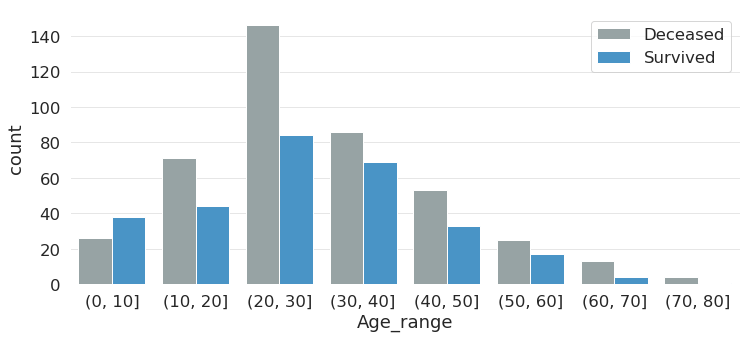 Deceased
Survived
count
140
120
100
80
60
40
20
0
(0, 10] (10, 20] (20, 30] (30, 40] (40, 50] (50, 60] (60, 70] (70, 80]
Age_range